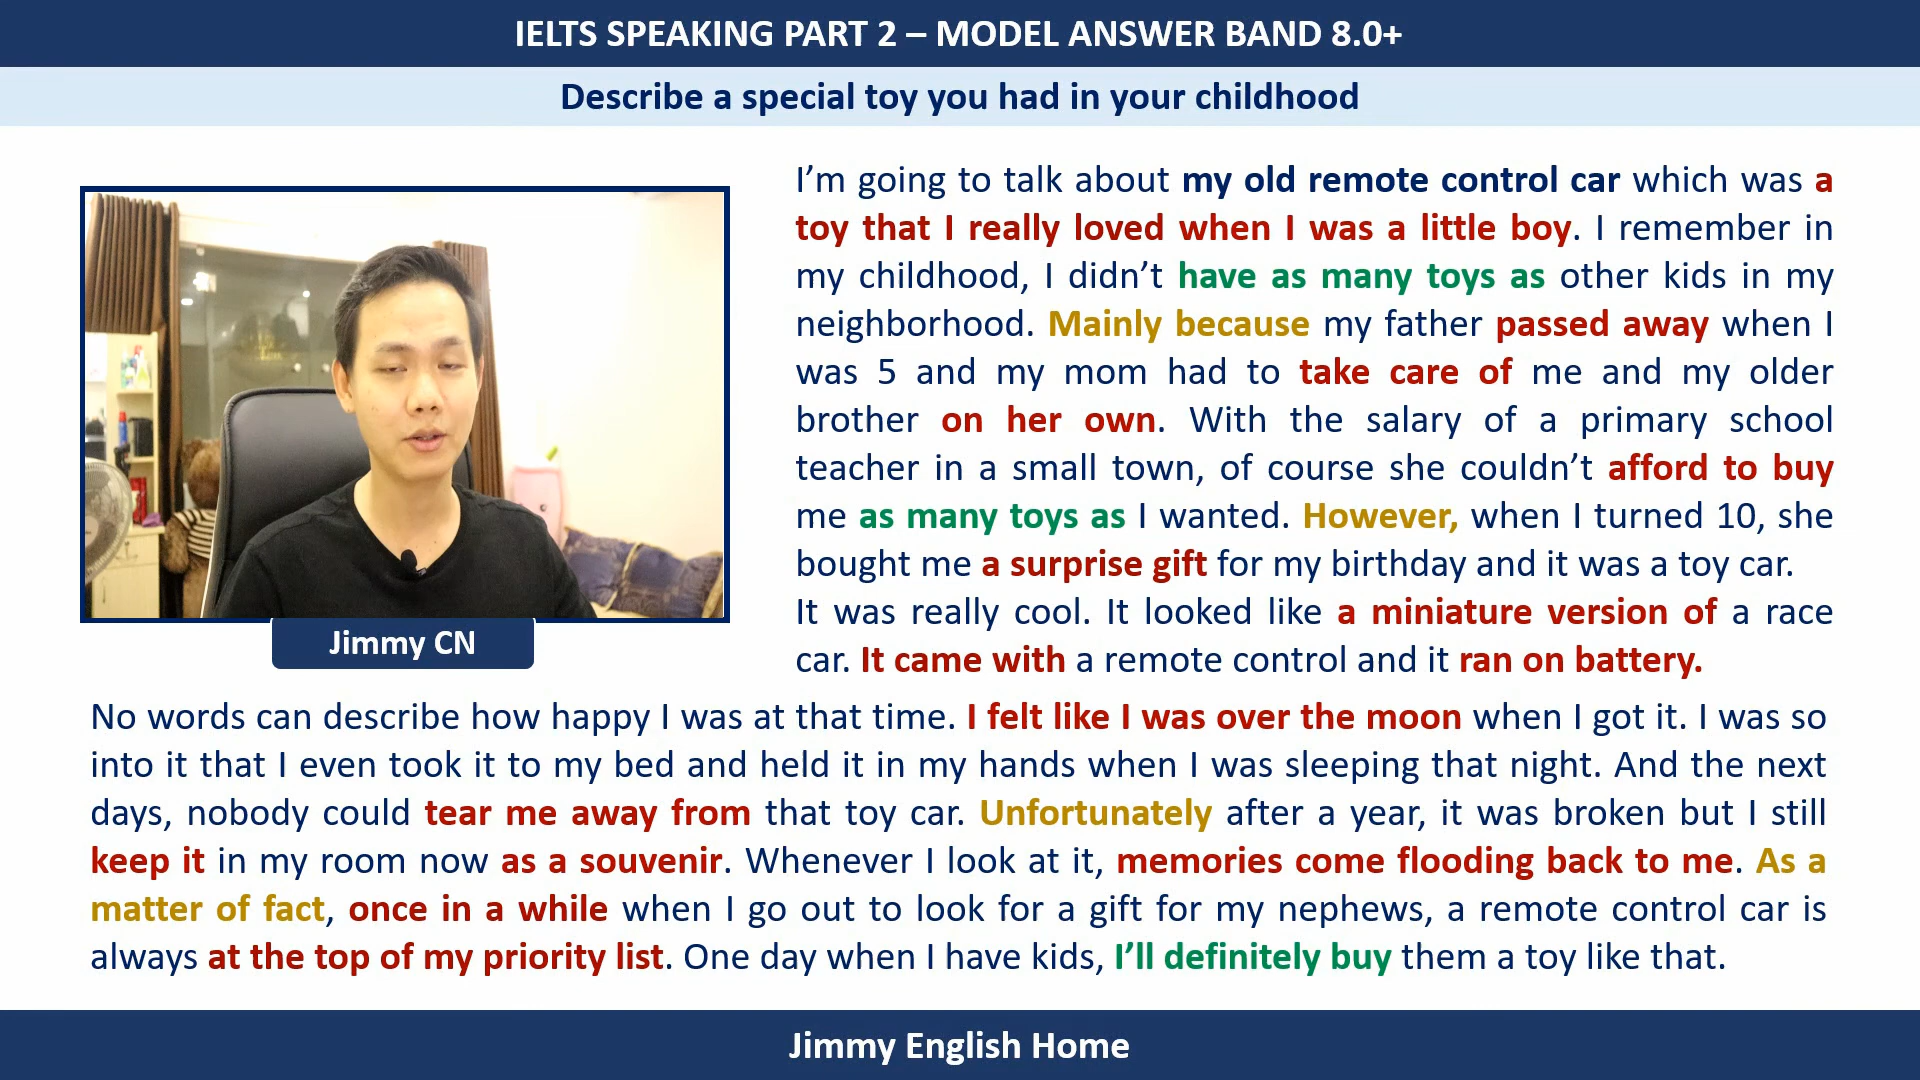 IELTS SPEAKING PART 2 – MODEL ANSWER BAND 8.0+
Describe a special toy you had in your childhood
I’m going to talk about my old remote control car which was a
toy that I really loved when I was a little boy. I remember in
my childhood, I didn’t have as many toys as other kids in my
neighborhood. Mainly because my father passed away when I
was 5 and my mom had to take care of me and my older
brother on her own. With the salary of a primary school
teacher in a small town, of course she couldn’t afford to buy
me as many toys as I wanted. However, when I turned 10, she
bought me a surprise gift for my birthday and it was a toy car.
It was really cool. It looked like a miniature version of a race
car. It came with a remote control and it ran on battery.
Jimmy CN
No words can describe how happy I was at that time. I felt like I was over the moon when I got it. I was so
into it that I even took it to my bed and held it in my hands when I was sleeping that night. And the next
days, nobody could tear me away from that toy car. Unfortunately after a year, it was broken but I still
keep it in my room now as a souvenir. Whenever I look at it, memories come flooding back to me. As a
matter of fact, once in a while when I go out to look for a gift for my nephews, a remote control car is
always at the top of my priority list. One day when I have kids, I’ll definitely buy them a toy like that.
Jimmy English Home